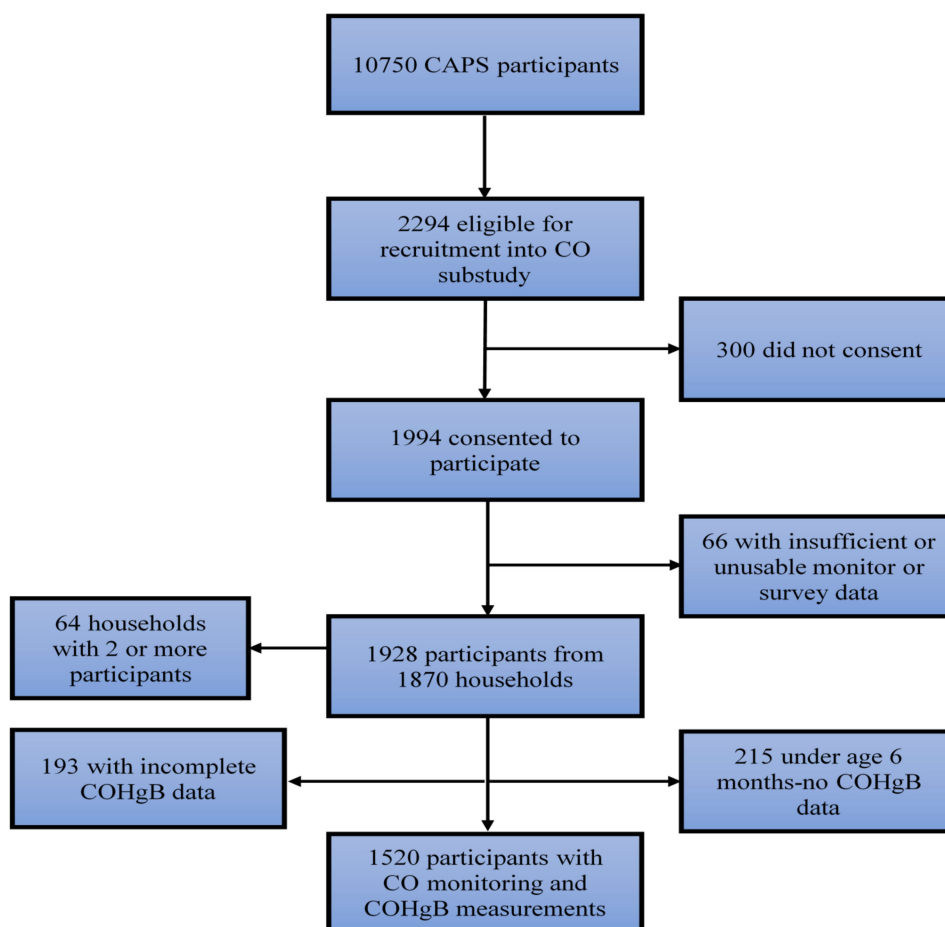 10750 CAPS participants
2294 eligible for
recruitment into CO
substudy
300 did not consent
1994 consented to
participate
66 with insufficient or
unusable monitor or
survey data
64 households
with 2 or more
participants
1928 participants from
1870 households
193 with incomplete
COHgB data
215 under age 6
months-no COHgB
data
1520 participants with
CO monitoring and
COHgB measurements